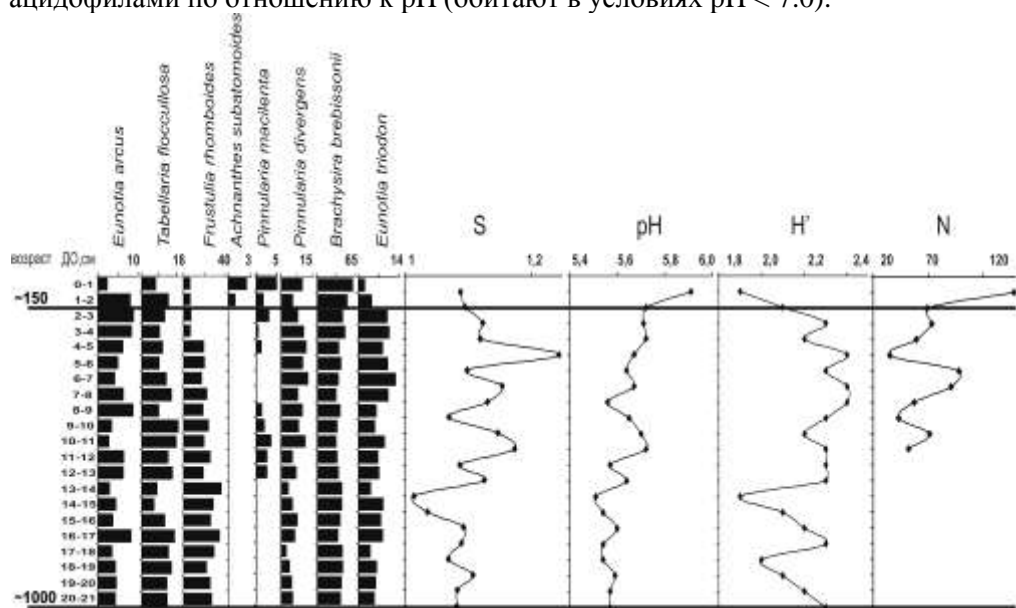 ацидофилами по отношению к рН (обитают в условиях рН < 7.0).
Eunotia arcus
Tabellaria flocculosa
Frustulia rhomboides
Achnanthes subatomoides
Pinnularia macilenta
Pinnularia divergens
Brachysira brebissonii
Eunotia triodon
S pH H' N
возраст ДО,см 10 18 40 3 5 15 65 14 1 1,2 5,4 5,6 5,8 6,0 1,8 2,0 2,2 2,4 20 70 120
0-1
≈150 1-2
2-3
3-4
4-5
5-6
6-7
7-8
8-9
9-10
10-11
11-12
12-13
13-14
14-15
15-16
16-17
17-18
18-19
19-20
≈1000 20-21